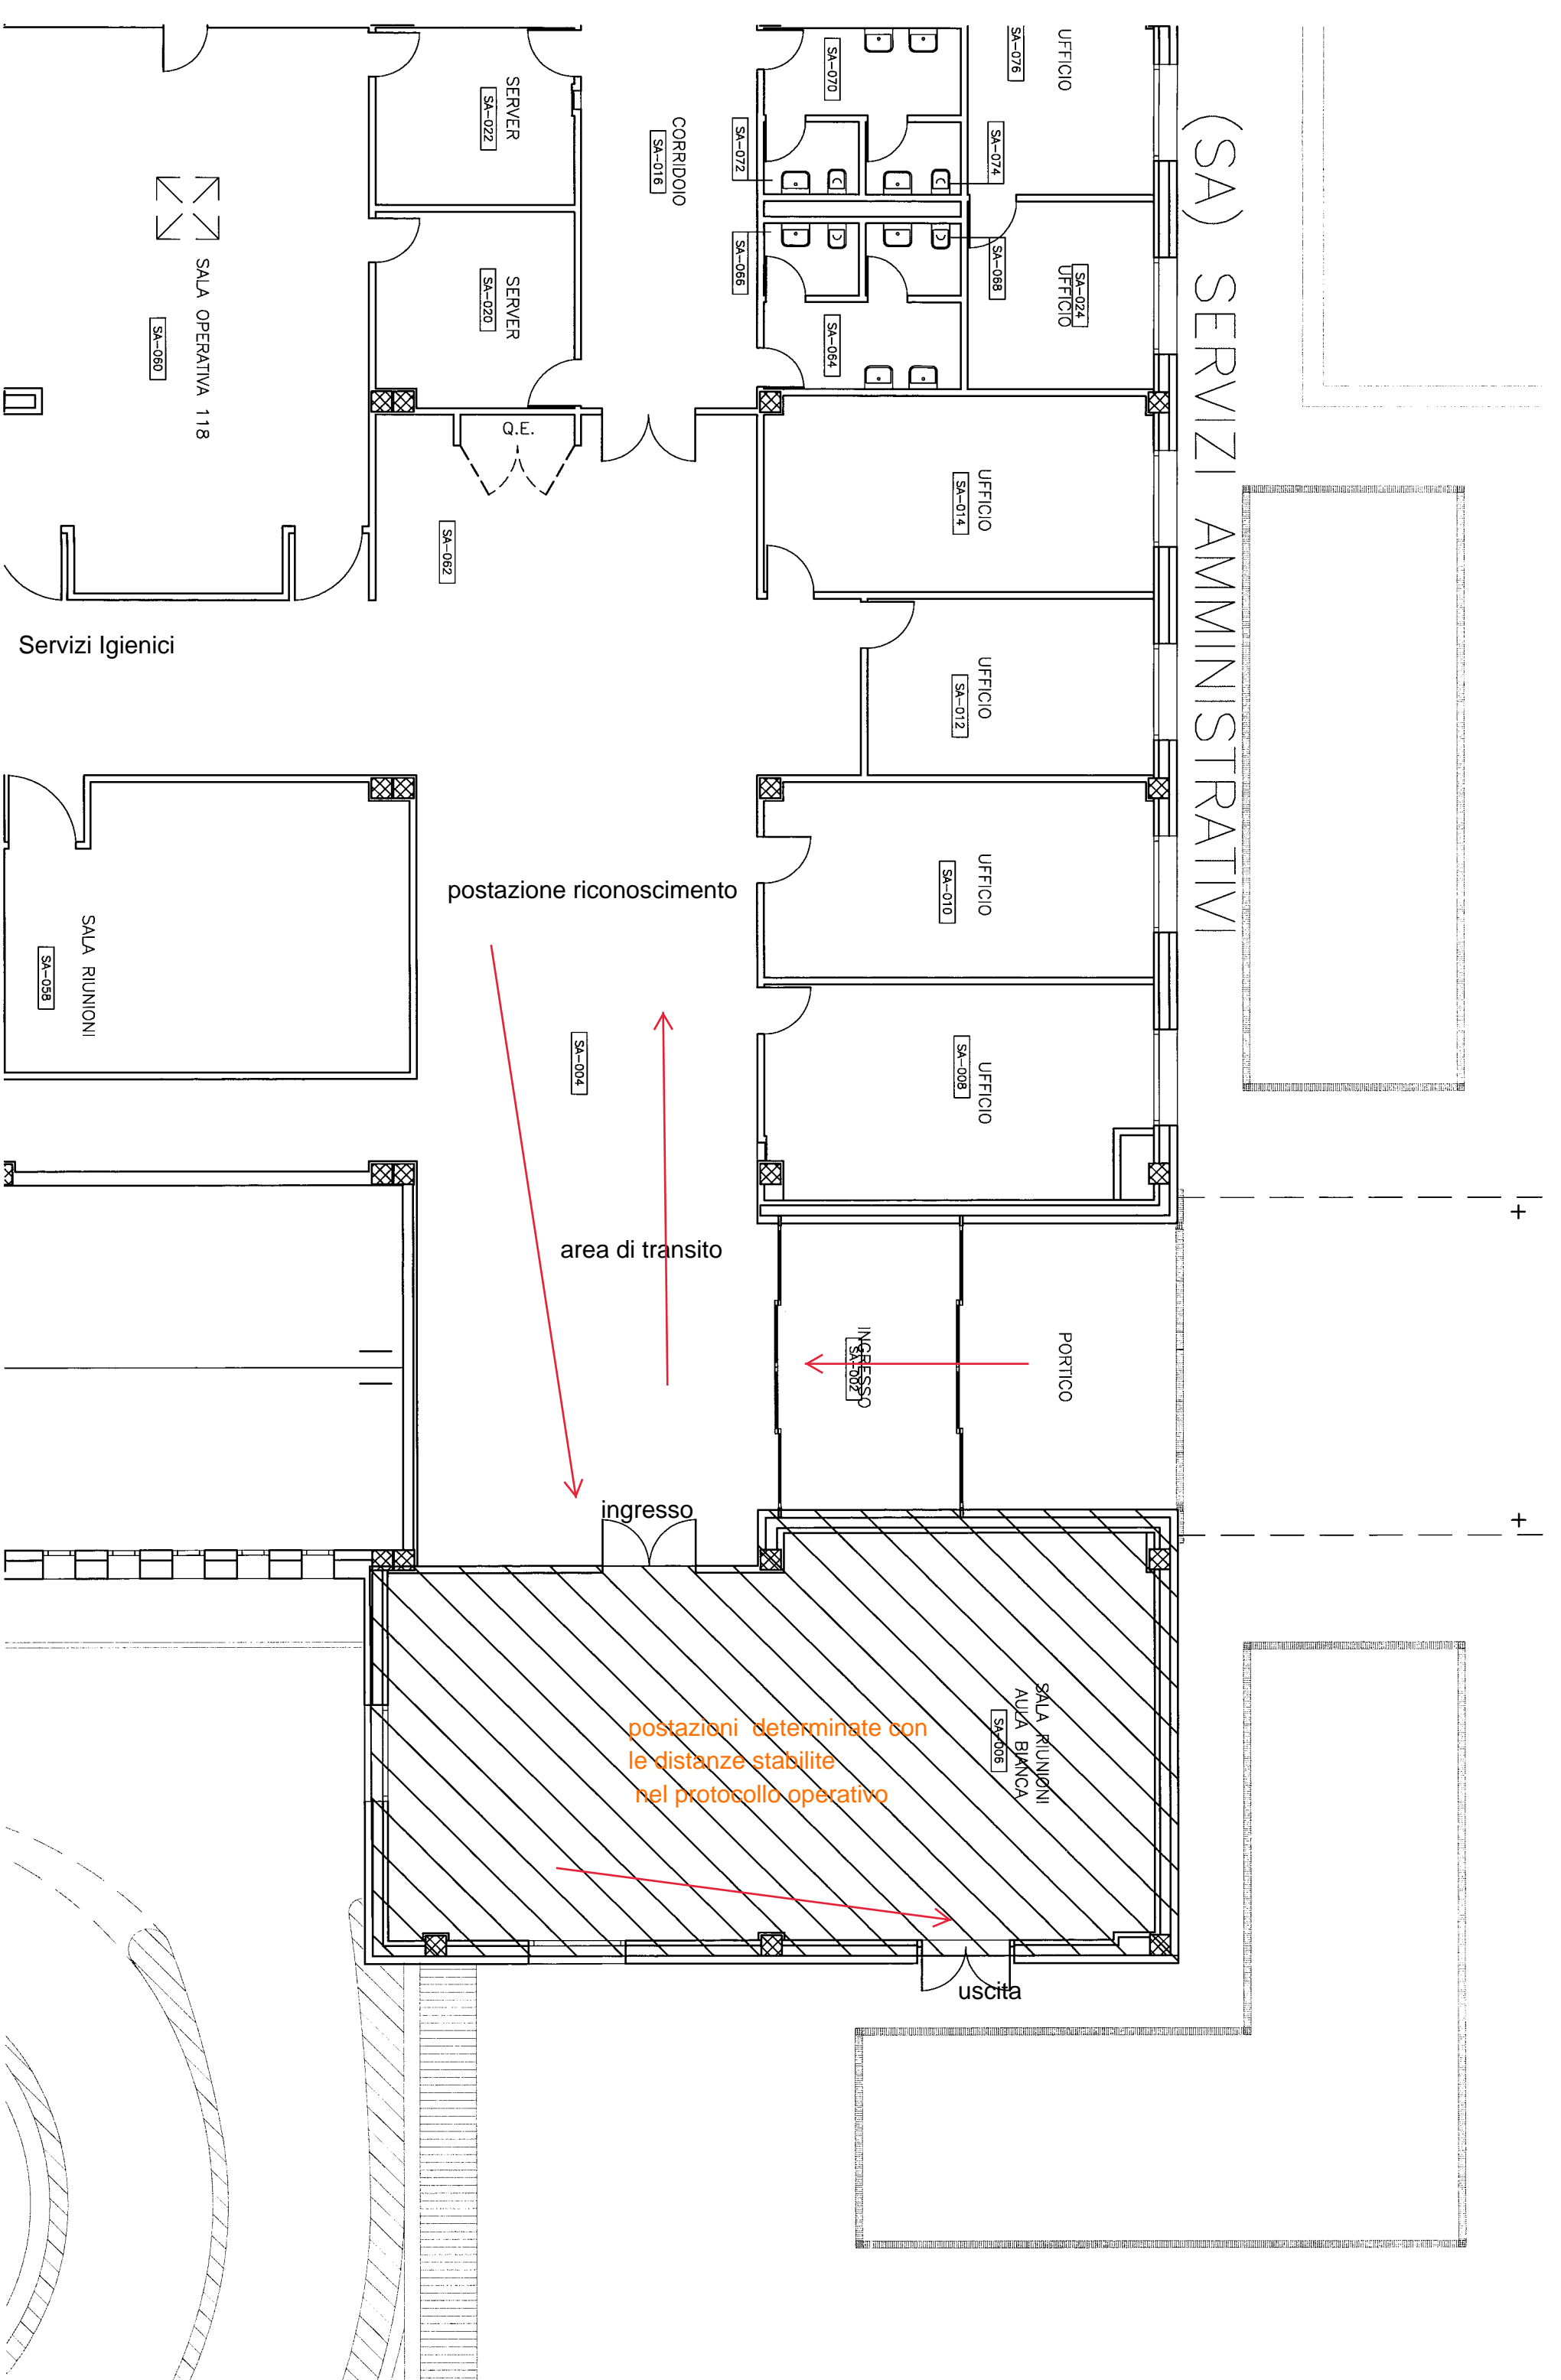 UFFICIO
SA-076
SA-070
SERVER
SA-022
CORRIDOIO
SA-016
SA-072
SA-074
(SA) SERVIZI AMMINISTRATIVI
SALA OPERATIVA 118
SA-060
SERVER
SA-020
SA-066
SA-068
SA-064
UFFICIO
SA-024
Q.E.
SA-062
UFFICIO
SA-014
Servizi Igienici
UFFICIO
SA-012
postazione riconoscimento
UFFICIO
SA-010
SALA RIUNIONI
SA-058
SA-004
UFFICIO
SA-008
area di transito
INGRESSO
SA-002
PORTICO
+
+
ingresso
SALA RIUNIONI
AULA BIANCA
SA-006
postazioni determinate con
le distanze stabilite
nel protocollo operativo
uscita